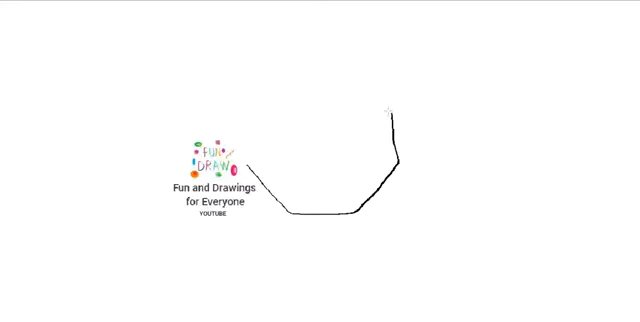 FUN
DRAW
Fun and Drawings
for Everyone
YOUTUBE